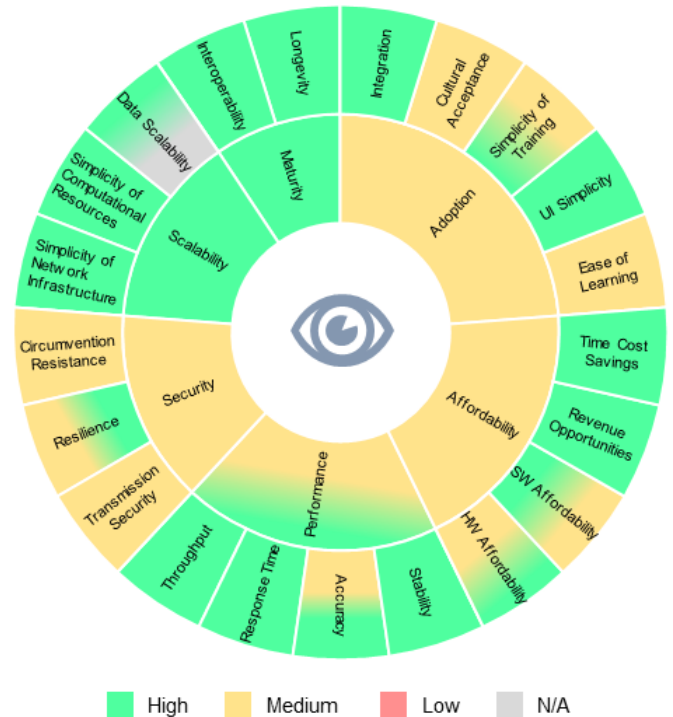 Integration
Cultural
Acceptance
Simplicity of
Training
UI Simplicity
Ease of
Learning
Time Cost
Savings
Revenue
Opportunities
SW Affordability
HW Affordability
Stability
Accuracy
Response Time
Throughput
Transmission
Security
Resilience
Circumvention
Resistance
Simplicity of
Network
Infrastructure
Simplicity of
Computational
Resources
Data Scalability
Interoperability
Longevity
Adoption
Affordability
Performance
Security
Scalability
Maturity
High
Medium
Low
N/A